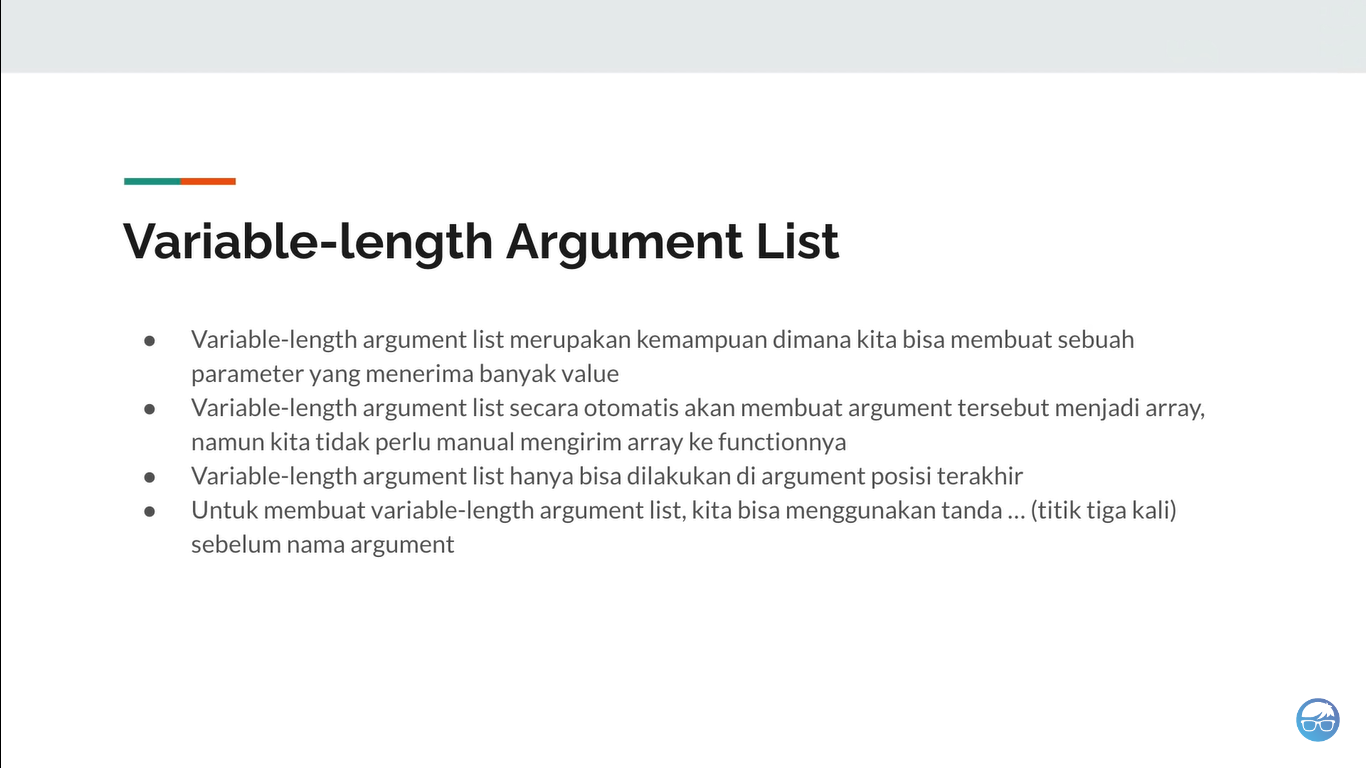 Variable-length Argument List
● Variable-length argument list merupakan kemampuan dimana kita bisa membuat sebuah
parameter yang menerima banyak value
● Variable-length argument list secara otomatis akan membuat argument tersebut menjadi array,
namun kita tidak perlu manual mengirim array ke functionnya
● Variable-length argument list hanya bisa dilakukan di argument posisi terakhir
● Untuk membuat variable-length argument list, kita bisa menggunakan tanda … (titik tiga kali)
sebelum nama argument